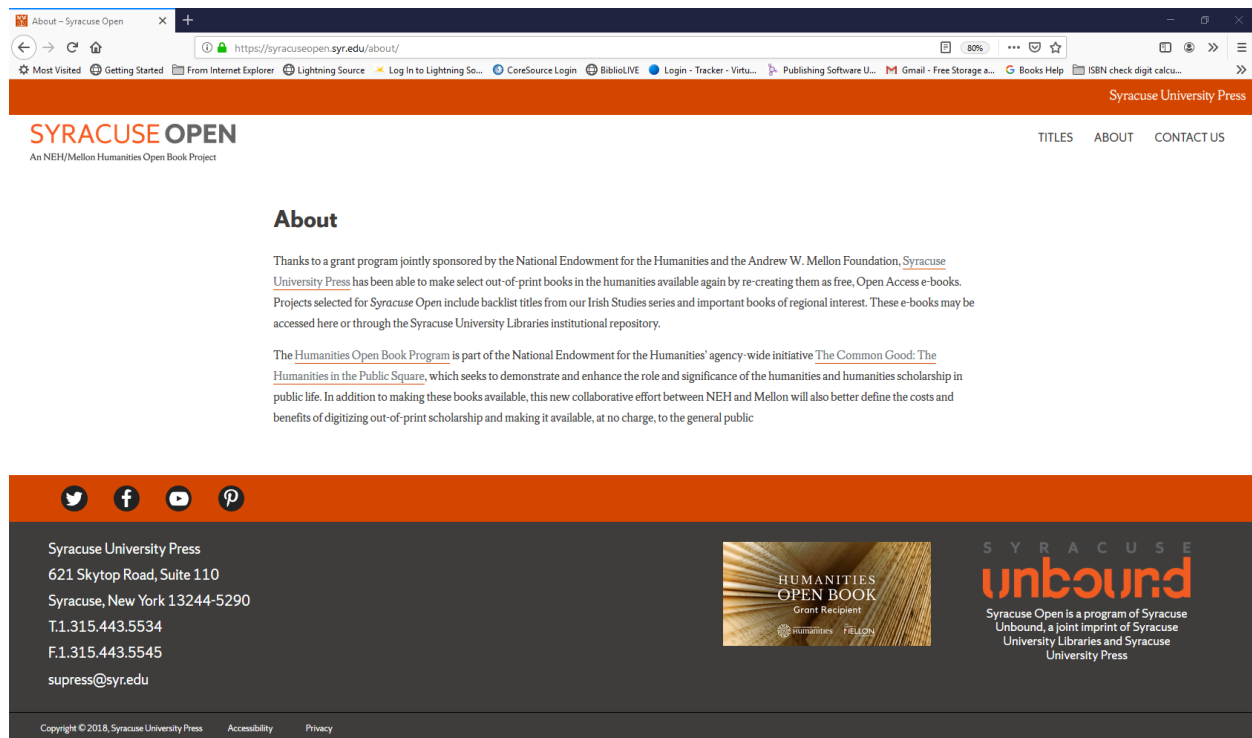 About – Syracuse Open
https://syracuseopen.syr.edu/about/
80%
Most Visited Getting Started From Internet Explorer Lightning Source Log In to Lightning So... CoreSource Login BiblioLIVE Login - Tracker - Virtu... Publishing Software U... Gmail - Free Storage a... Books Help ISBN check digit calcu...
Syracuse University Press
SYRACUSE OPEN
An NEH/Mellon Humanities Open Book Project
TITLES ABOUT CONTACT US
About
Thanks to a grant program jointly sponsored by the National Endowment for the Humanities and the Andrew W. Mellon Foundation, Syracuse
University Press has been able to make select out-of-print books in the humanities available again by re-creating them as free, Open Access e-books.
Projects selected for Syracuse Open include backlist titles from our Irish Studies series and important books of regional interest. These e-books may be
accessed here or through the Syracuse University Libraries institutional repository.
The Humanities Open Book Program is part of the National Endowment for the Humanities' agency-wide initiative The Common Good: The
Humanities in the Public Square, which seeks to demonstrate and enhance the role and significance of the humanities and humanities scholarship in
public life. In addition to making these books available, this new collaborative effort between NEH and Mellon will also better define the costs and
benefits of digitizing out-of-print scholarship and making it available, at no charge, to the general public
Syracuse University Press
621 Skytop Road, Suite 110
Syracuse, New York 13244-5290
T.1.315.443.5534
F.1.315.443.5545
supress@syr.edu
HUMANITIES
OPEN BOOK
Grant Recipient
Humanities
SYRACUSE
unbound
Syracuse Open is a program of Syracuse
Unbound, a joint imprint of Syracuse
University Libraries and Syracuse
University Press
Copyright © 2018, Syracuse University Press Accessibility Privacy